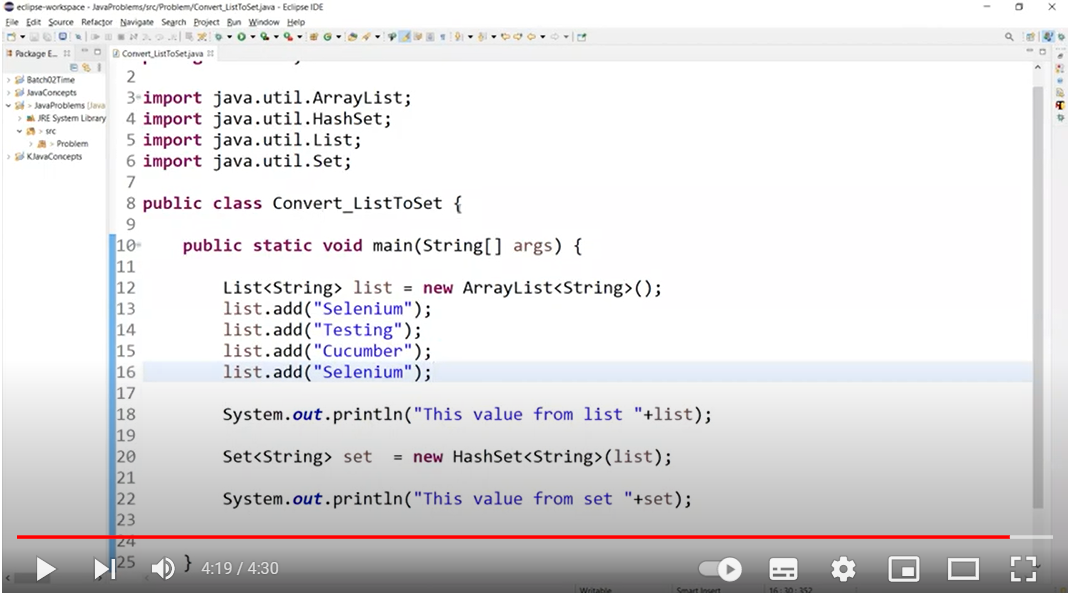 eclipse-workspace - JavaProblems/src/Problem/Convert_ListToSet.java - Eclipse IDE
File Edit Source Refactor Navigate Search Project Run Window Help
Package E...
Convert_ListToSet.java
Batch02Time
JavaConcepts
> JavaProblems [Java
JRE System Library
> src
> Problem
KJavaConcepts
2
3 import java.util.ArrayList;
4 import java.util.HashSet;
5 import java.util.List;
6 import java.util.Set;
7
8 public class Convert_ListToSet {
9
10 public static void main(String[] args) {
11
12 List<String> list = new ArrayList<String>();
13 list.add("Selenium");
14 list.add("Testing");
15 list.add("Cucumber");
16 list.add("Selenium");
17
18 System.out.println("This value from list "+list);
19
20 Set<String> set  = new HashSet<String>(list);
21
22 System.out.println("This value from set "+set);
23
24
25 }
4:19 / 4:30
Writable Smart Insert 16 : 30 : 352